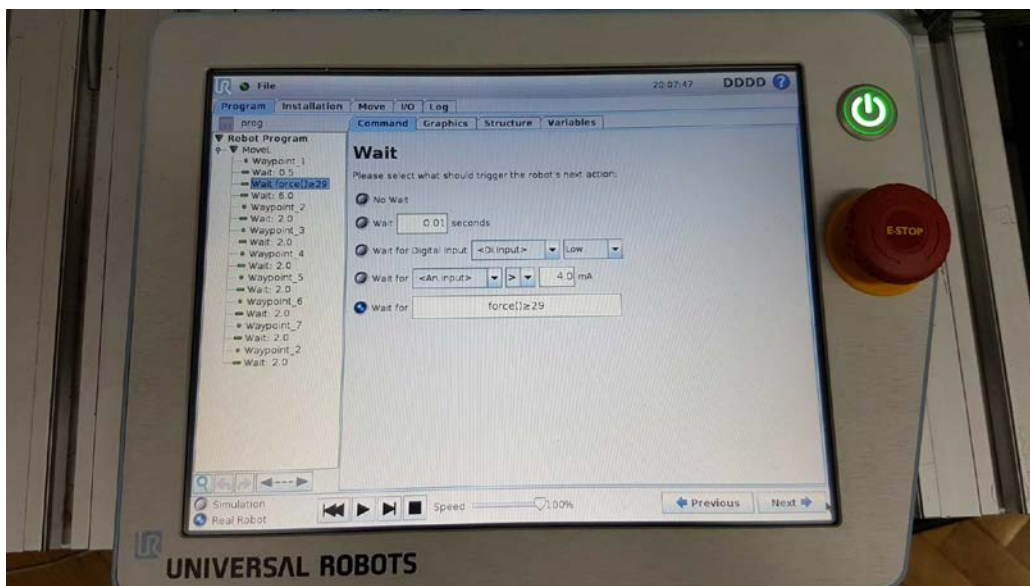 UR File 20:07:47 DDDD ?
Program Installation Move I/O Log
prog Command Graphics Structure Variables
Robot Program
MoveL
Waypoint_1
Wait: 0.5
Wait force()≥29
Wait: 6.0
Waypoint_2
Wait: 2.0
Waypoint_3
Wait: 2.0
Waypoint_4
Wait: 2.0
Waypoint_5
Wait: 2.0
Waypoint_6
Wait: 2.0
Waypoint_7
Wait: 2.0
Waypoint_2
Wait: 2.0
Wait
Please select what should trigger the robot's next action:
No Wait
Wait 0.01 seconds
Wait for Digital Input <Di.Input> Low
Wait for <An.Input> > 4.0 mA
Wait for force()≥29
Simulation
Real Robot
Speed 100%
Previous Next
E-STOP
UR
UNIVERSAL ROBOTS